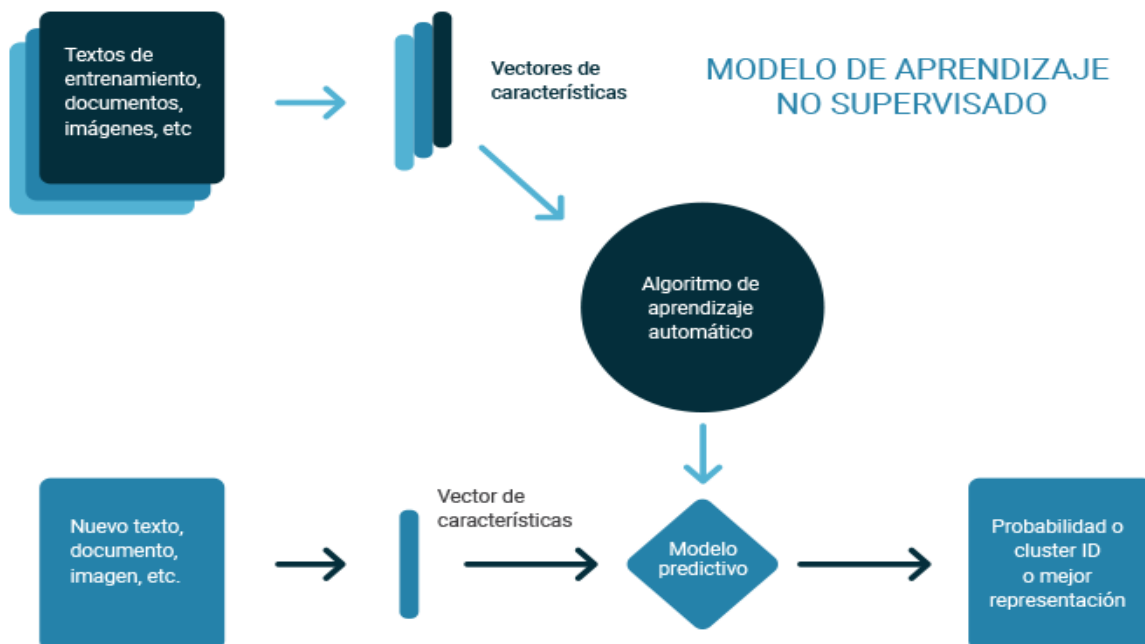 Textos de
entrenamiento,
documentos,
imágenes, etc
Vectores de
característífcas
MODELO DE APRENDIZAJE
NO SUPERVISADO
Algoritmo de
aprendizaje
automático
Nuevo texto,
documento,
imagen, etc.
Vector de
características
Modelo
predictivo
Probabilidad o
cluster ID
o mejor
representación